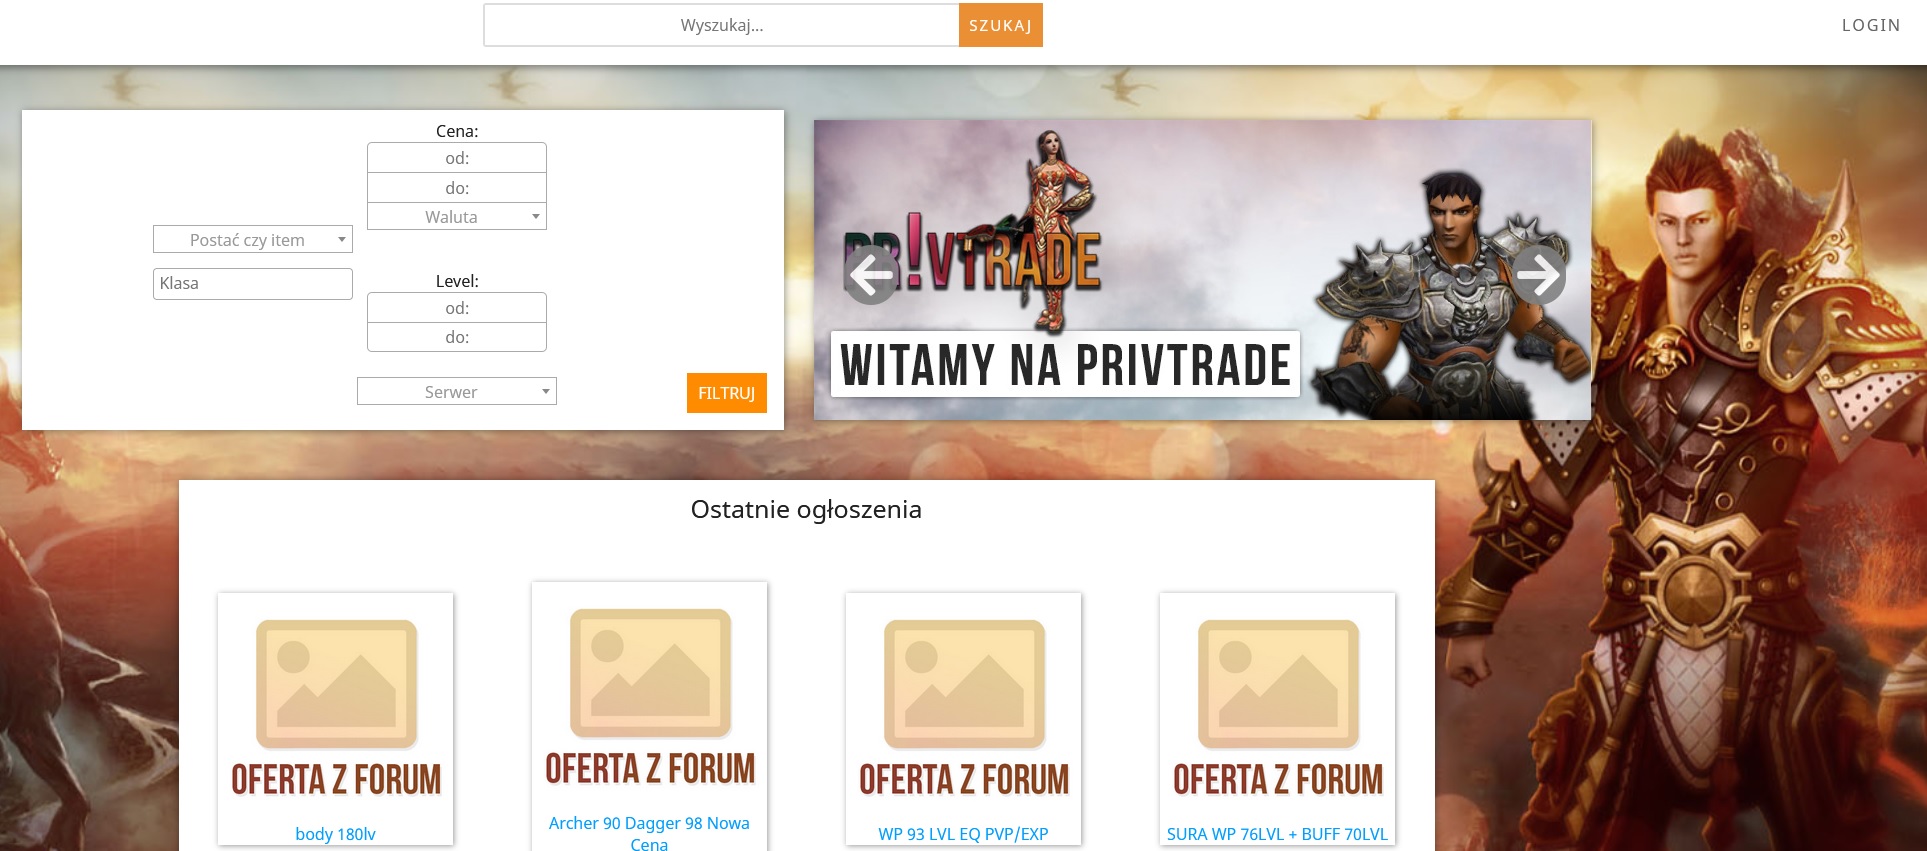 Wyszukaj...
SZUKAJ
LOGIN
Cena:
od:
do:
Waluta
Postać czy item
Klasa
Level:
od:
do:
Serwer
FILTRUJ
PR!VTRADE
WITAMY NA PRIVTRADE
Ostatnie ogłoszenia
OFERTA Z FORUM
body 180lv
OFERTA Z FORUM
Archer 90 Dagger 98 Nowa
Cena
OFERTA Z FORUM
WP 93 LVL EQ PVP/EXP
OFERTA Z FORUM
SURA WP 76LVL + BUFF 70LVL